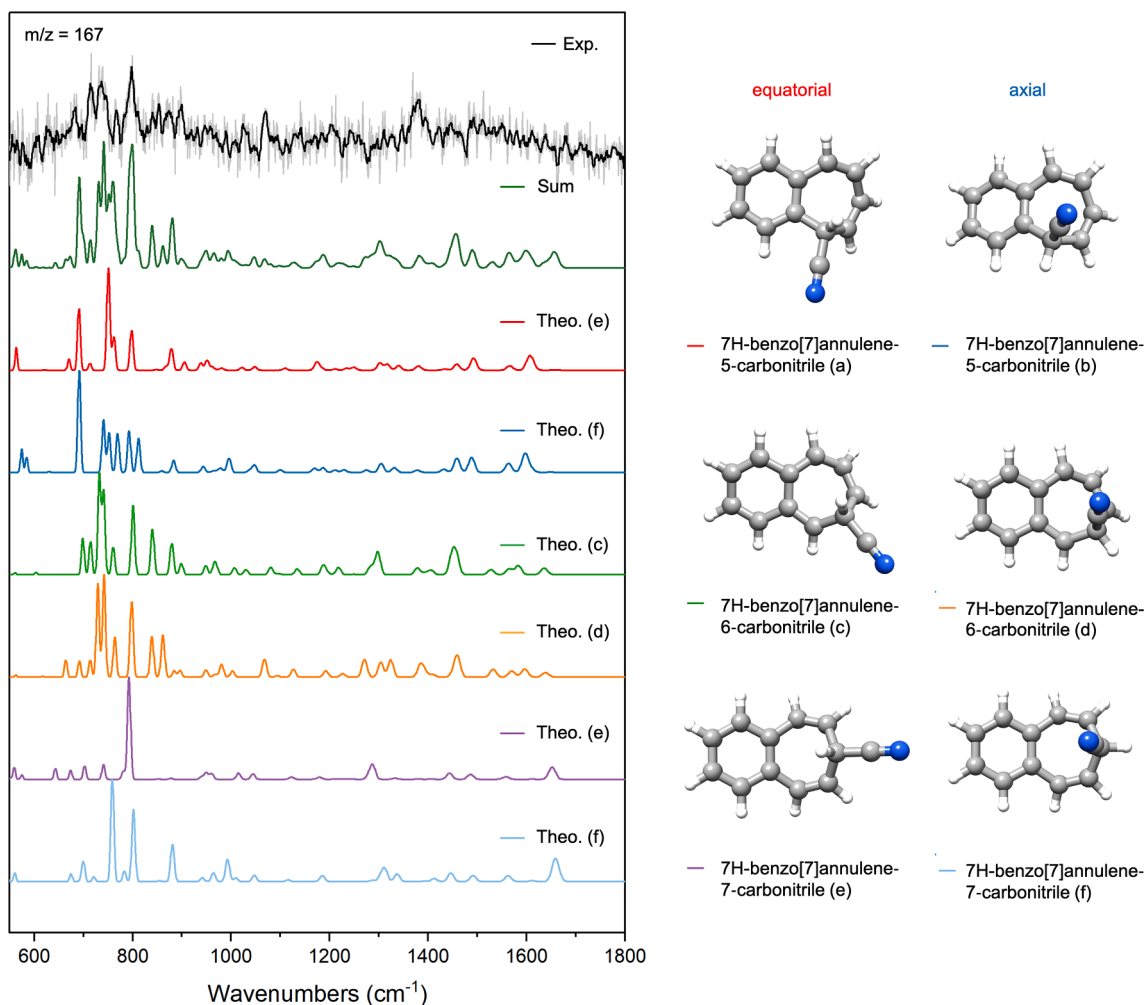 m/z = 167
Exp.
Sum
Theo. (e)
Theo. (f)
Theo. (c)
Theo. (d)
Theo. (e)
Theo. (f)
600 800 1000 1200 1400 1600 1800
Wavenumbers (cm⁻¹)
equatorial
axial
7H-benzo[7]annulene-
5-carbonitrile (a)
7H-benzo[7]annulene-
5-carbonitrile (b)
7H-benzo[7]annulene-
6-carbonitrile (c)
7H-benzo[7]annulene-
6-carbonitrile (d)
7H-benzo[7]annulene-
7-carbonitrile (e)
7H-benzo[7]annulene-
7-carbonitrile (f)